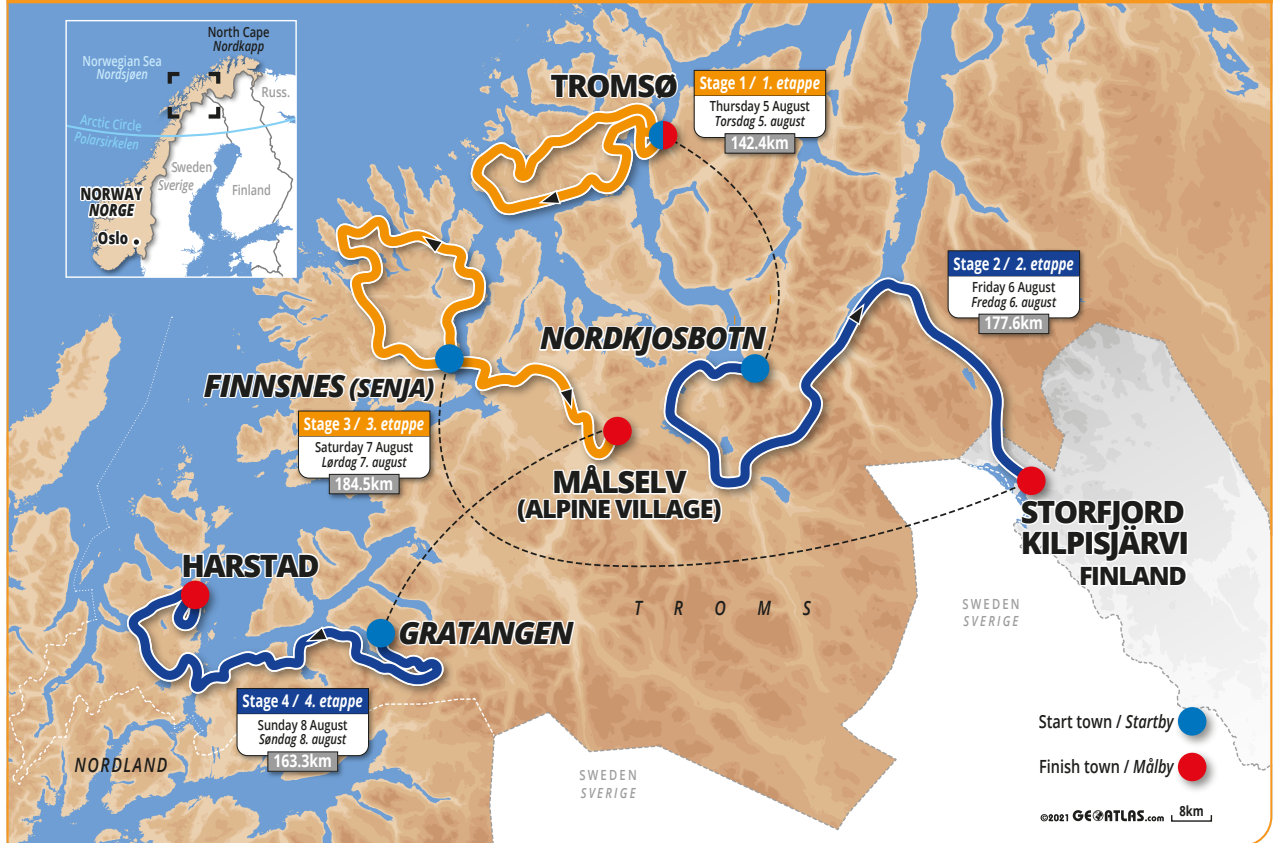 North Cape
Nordkapp
Norwegian Sea
Nordsjøen
Russ.
Arctic Circle
Polarsirkelen
Sweden
Sverige
Finland
NORWAY
NORGE
Oslo
TROMSØ
Stage 1 / 1. etappe
Thursday 5 August
Torsdag 5. august
142.4km
Stage 2 / 2. etappe
Friday 6 August
Fredag 6. august
177.6km
NORDKJOSBOTN
FINNSNES (SENJA)
Stage 3 / 3. etappe
Saturday 7 August
Lørdag 7. august
184.5km
MÅLSELV
(ALPINE VILLAGE)
STORFJORD
KILPISJÄRVI
FINLAND
HARSTAD
GRATANGEN
TROMS
SWEDEN
SVERIGE
Stage 4 / 4. etappe
Sunday 8 August
Søndag 8. august
163.3km
NORDLAND
SWEDEN
SVERIGE
Start town / Startby
Finish town / Målby
©2021 GEOATLAS.com
8km